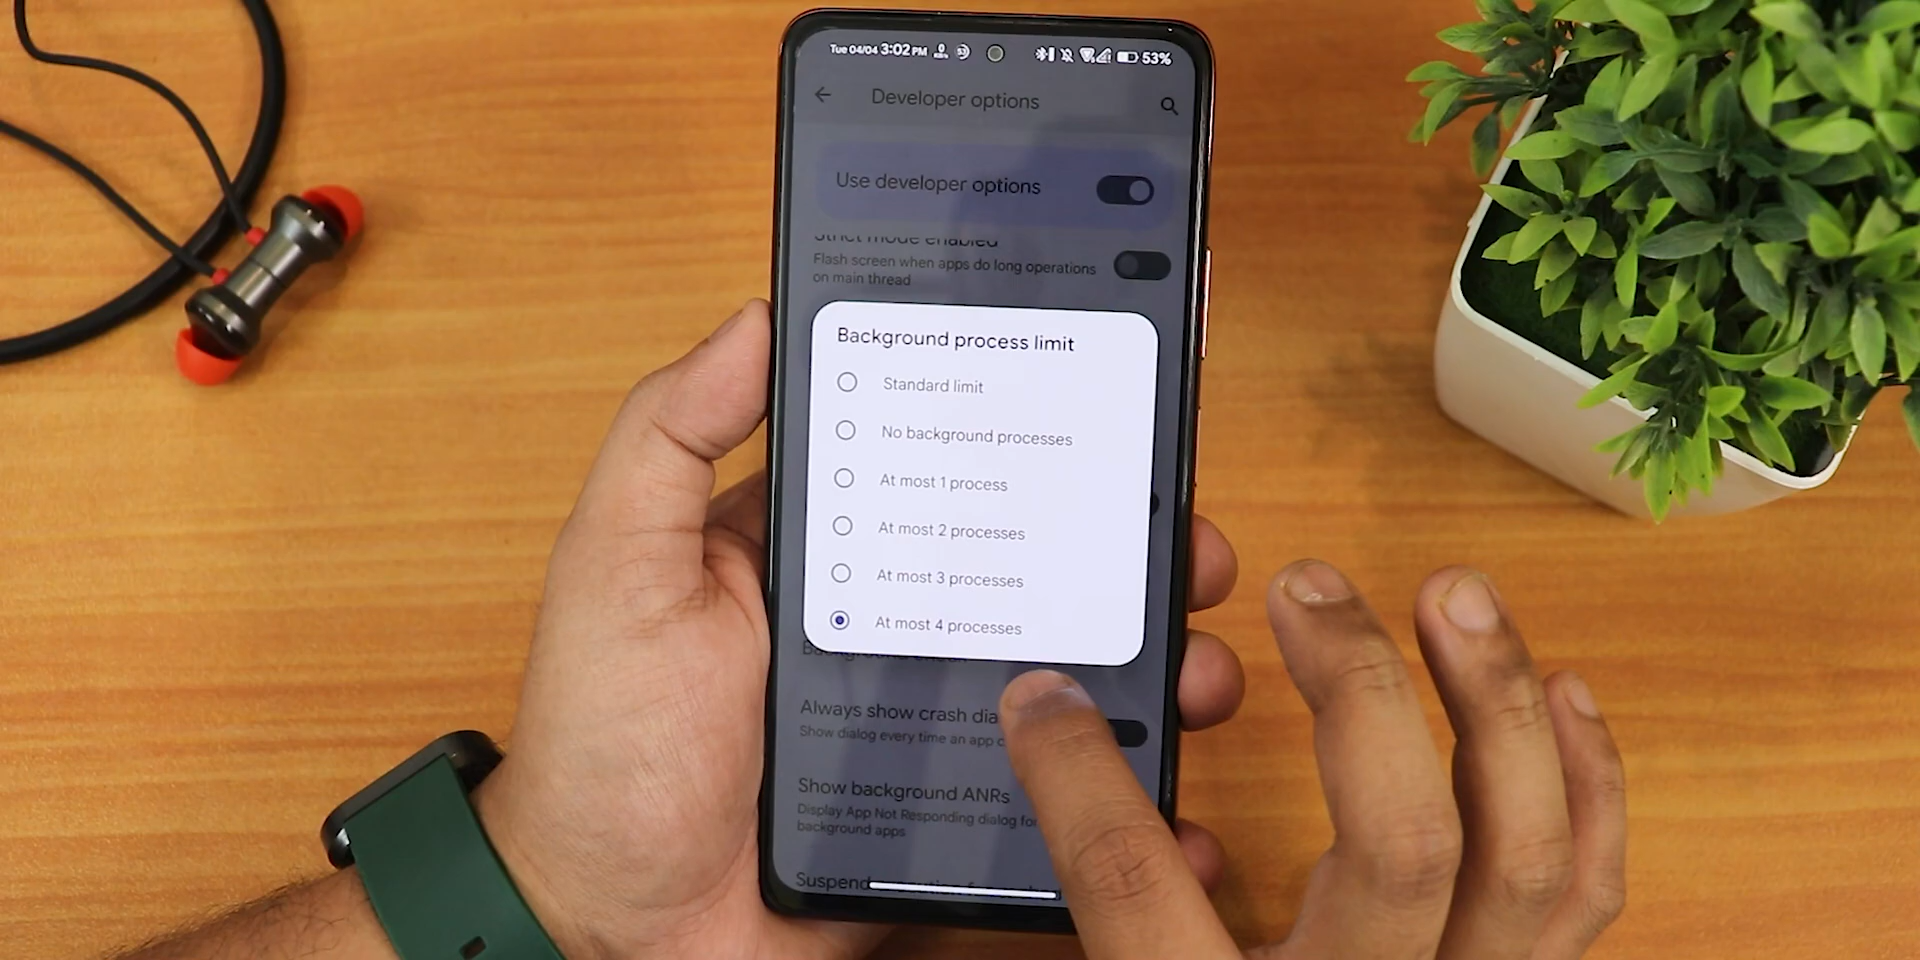 Tue 04/04 3:02 PM 53%
Developer options
Use developer options
Strict mode enabled
Flash screen when apps do long operations
on main thread
Background process limit
Standard limit
No background processes
At most 1 process
At most 2 processes
At most 3 processes
At most 4 processes
Always show crash dia
Show dialog every time an app c
Show background ANRs
Display App Not Responding dialog for
background apps
Suspend